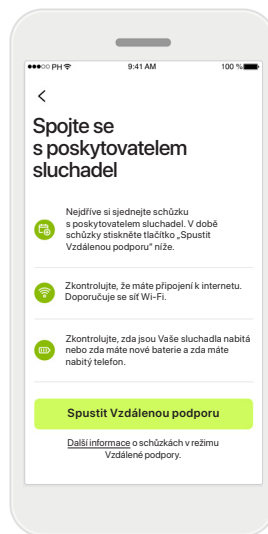 ●●●○○ PH 9:41 AM 100 %
Spojte se
s poskytovatelem
sluchadel
Nejdříve si sjednejte schůzku
s poskytovatelem sluchadel. V době
schůzky stiskněte tlačítko „Spustit
Vzdálenou podporu“ níže.
Zkontrolujte, že máte připojení k internetu.
Doporučuje se síť Wi-Fi.
Zkontrolujte, zda jsou Vaše sluchadla nabitá
nebo zda máte nové baterie a zda máte
nabitý telefon.
Spustit Vzdálenou podporu
Další informace o schůzkách v režimu
Vzdálené podpory.